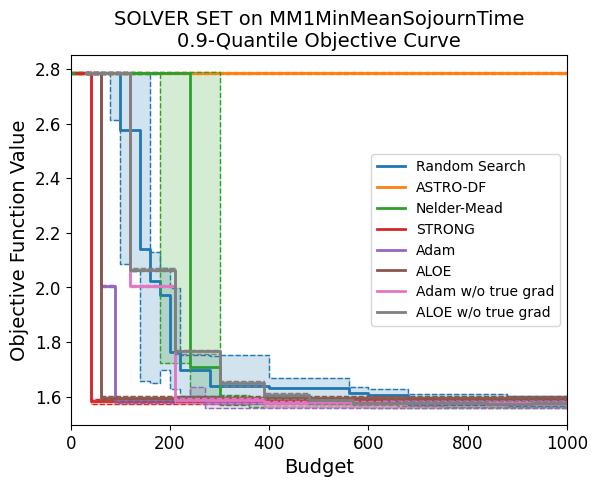 SOLVER SET on MM1MinMeanSojournTime
0.9-Quantile Objective Curve
Objective Function Value
2.8
2.6
2.4
2.2
2.0
1.8
1.6
Random Search
ASTRO-DF
Nelder-Mead
STRONG
Adam
ALOE
Adam w/o true grad
ALOE w/o true grad
0 200 400 600 800 1000
Budget